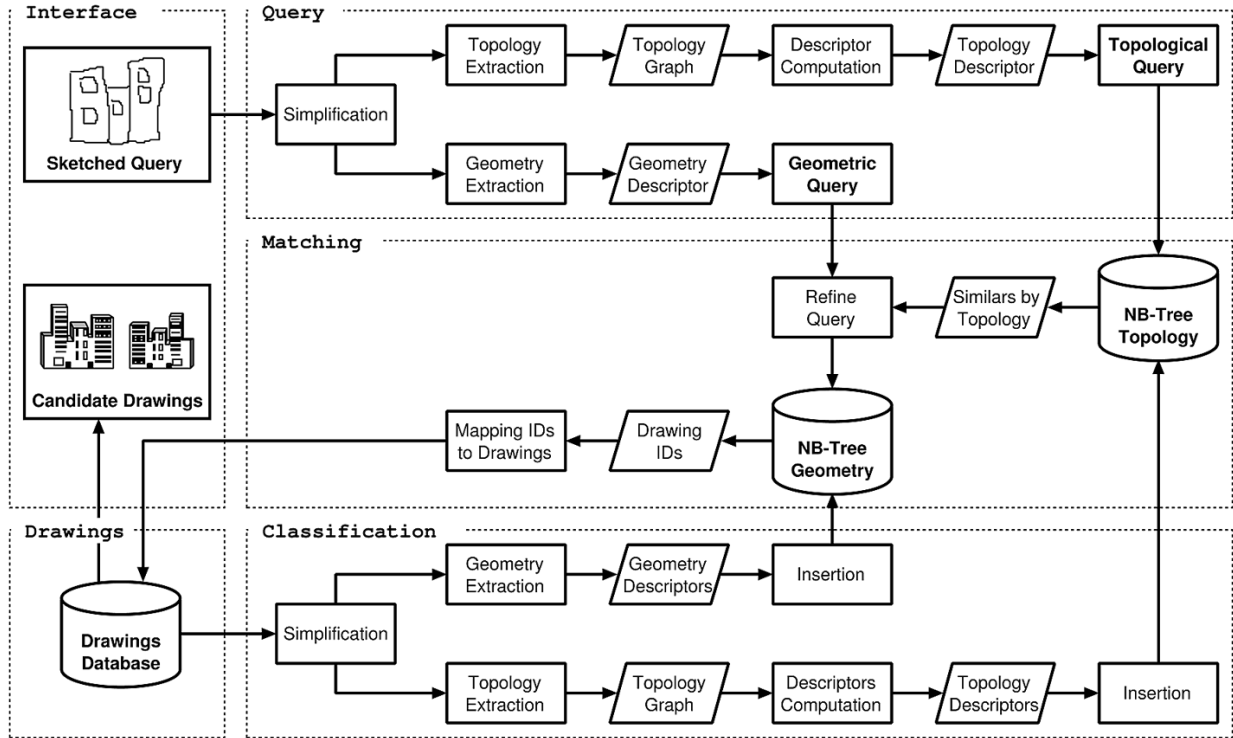 Interface
Sketched Query
Candidate Drawings
Query
Simplification
Topology
Extraction
Topology
Graph
Descriptor
Computation
Topology
Descriptor
Topological
Query
Geometry
Extraction
Geometry
Descriptor
Geometric
Query
Matching
Refine
Query
Similars by
Topology
NB-Tree
Topology
Mapping IDs
to Drawings
Drawing
IDs
NB-Tree
Geometry
Drawings
Drawings
Database
Classification
Simplification
Geometry
Extraction
Geometry
Descriptors
Insertion
Topology
Extraction
Topology
Graph
Descriptors
Computation
Topology
Descriptors
Insertion